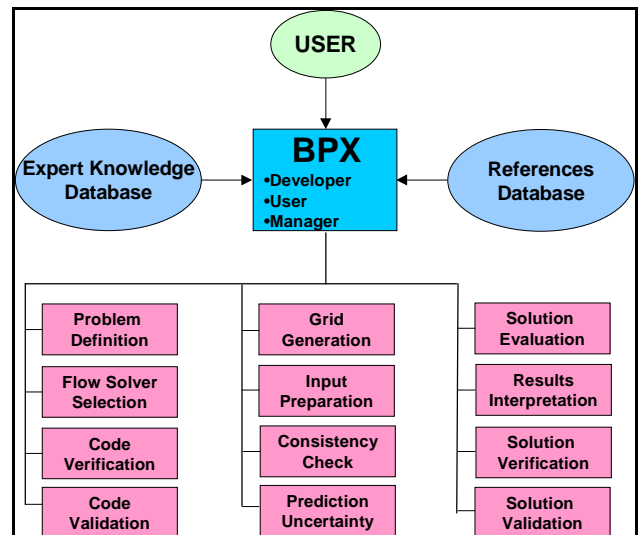 USER
Expert Knowledge
Database
BPX
•Developer
•User
•Manager
References
Database
Problem
Definition
Flow Solver
Selection
Code
Verification
Code
Validation
Grid
Generation
Input
Preparation
Consistency
Check
Prediction
Uncertainty
Solution
Evaluation
Results
Interpretation
Solution
Verification
Solution
Validation